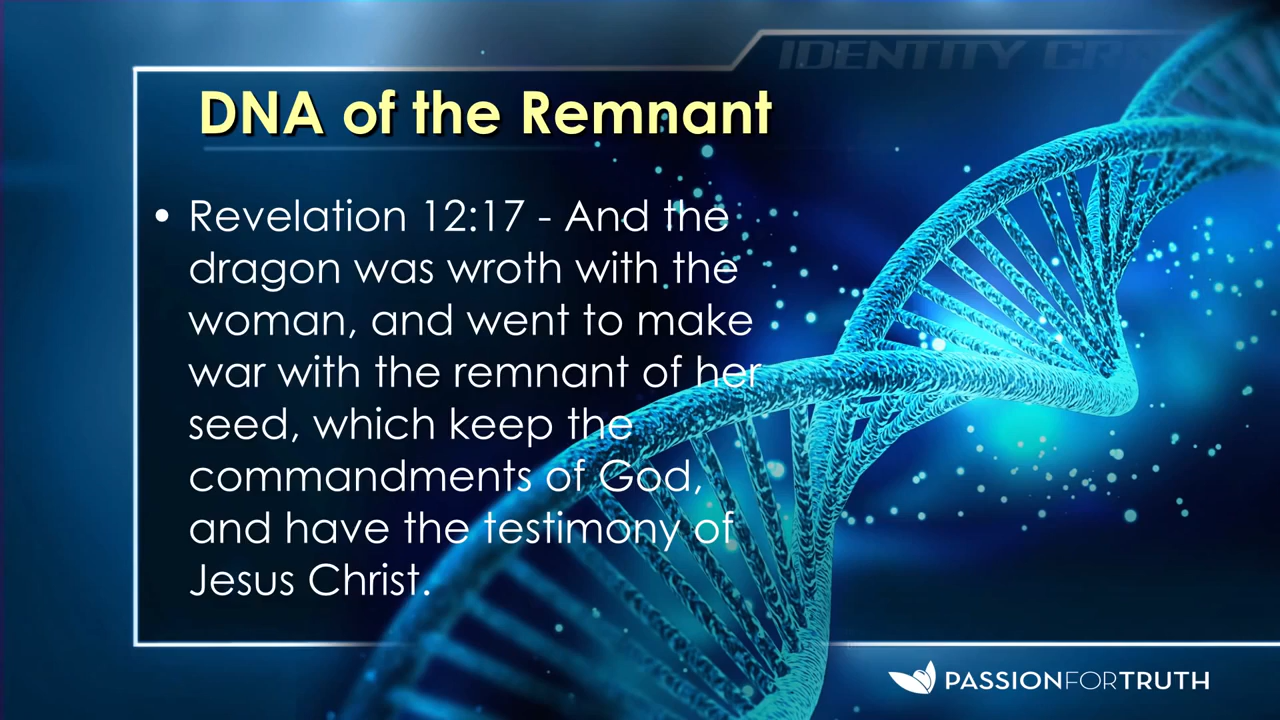 IDENTITY
DNA of the Remnant
• Revelation 12:17 - And the
dragon was wroth with the
woman, and went to make
war with the remnant of her
seed, which keep the
commandments of God,
and have the testimony of
Jesus Christ.
PASSIONFORTRUTH